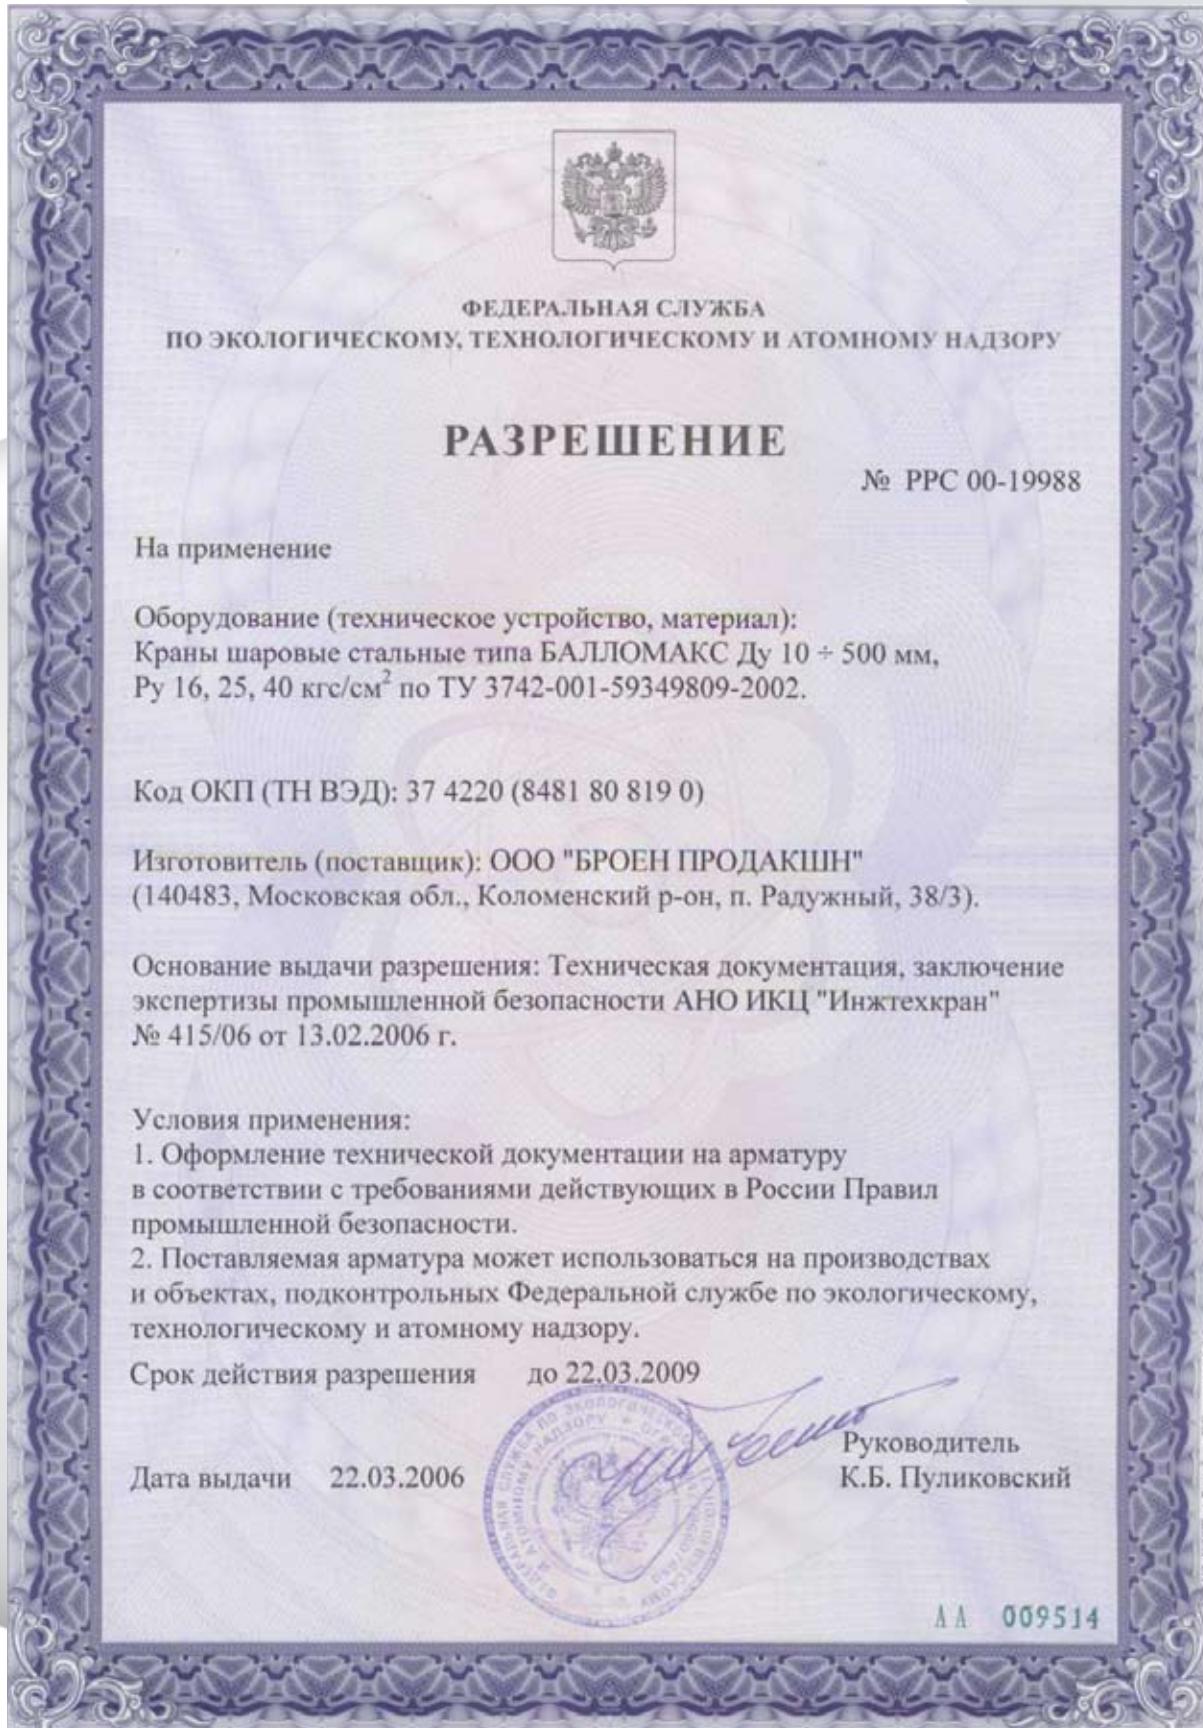 ФЕДЕРАЛЬНАЯ СЛУЖБА
ПО ЭКОЛОГИЧЕСКОМУ, ТЕХНОЛОГИЧЕСКОМУ И АТОМНОМУ НАДЗОРУ
РАЗРЕШЕНИЕ
№ РРС 00-19988
На применение
Оборудование (техническое устройство, материал):
Краны шаровые стальные типа БАЛЛОМАКС Ду 10 ÷ 500 мм,
Ру 16, 25, 40 кгс/см² по ТУ 3742-001-59349809-2002.
Код ОКП (ТН ВЭД): 37 4220 (8481 80 819 0)
Изготовитель (поставщик): ООО "БРОЕН ПРОДАКШН"
(140483, Московская обл., Коломенский р-он, п. Радужный, 38/3).
Основание выдачи разрешения: Техническая документация, заключение
экспертизы промышленной безопасности АНО ИКЦ "Инжтехкран"
№ 415/06 от 13.02.2006 г.
Условия применения:
1. Оформление технической документации на арматуру
в соответствии с требованиями действующих в России Правил
промышленной безопасности.
2. Поставляемая арматура может использоваться на производствах
и объектах, подконтрольных Федеральной службе по экологическому,
технологическому и атомному надзору.
Срок действия разрешения до 22.03.2009
Руководитель
Дата выдачи 22.03.2006 К.Б. Пуликовский
АА 009514